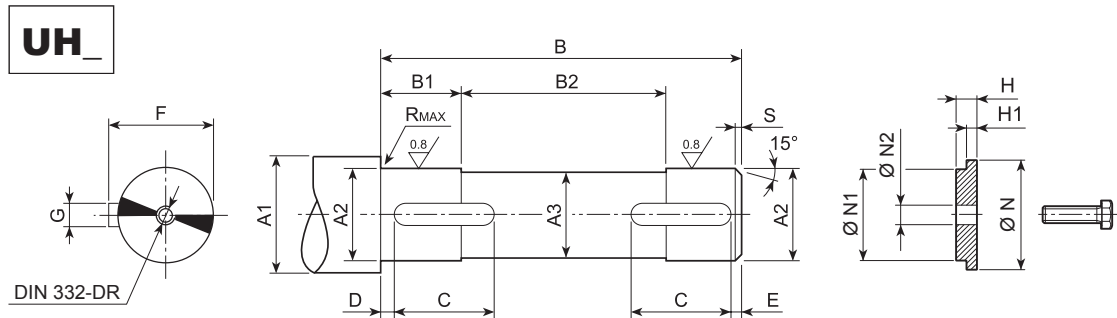 UH_
F
G
DIN 332-DR
B
B1
B2
RMAX
0.8
0.8
S
15°
A1
A2
A3
A2
D
C
C
E
H
H1
Ø N2
Ø N1
Ø N